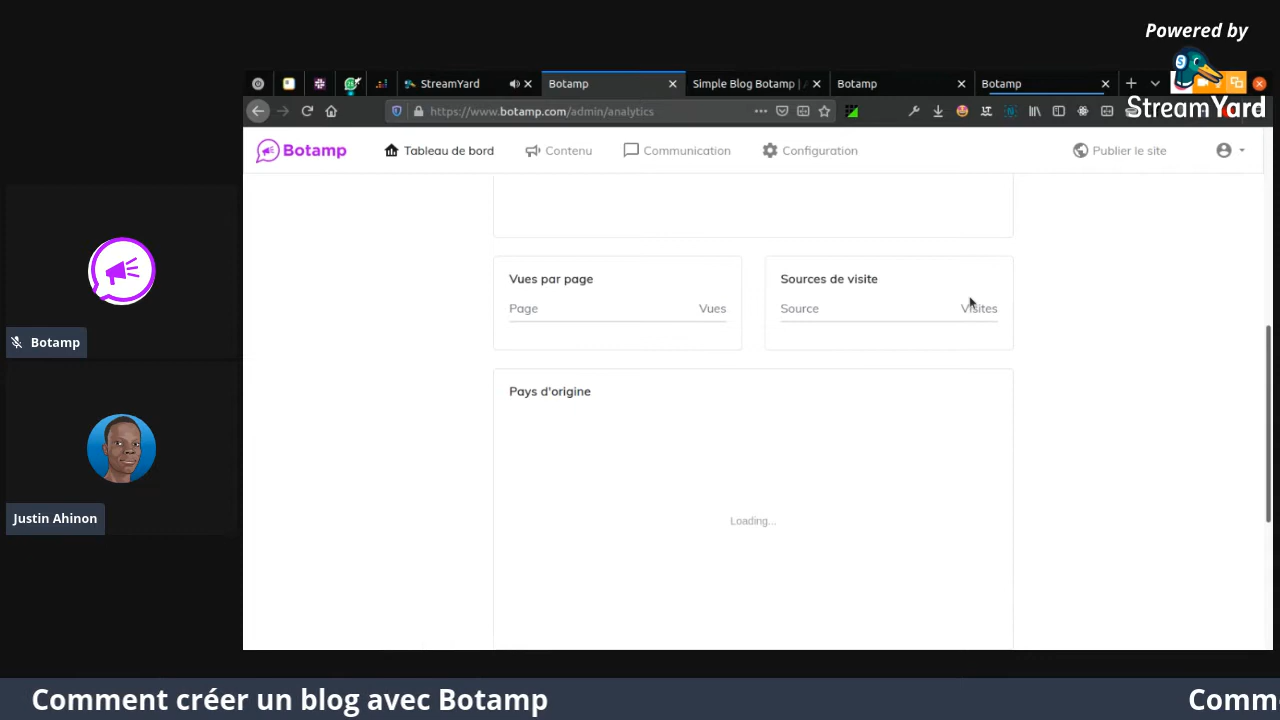 Powered by
StreamYard
StreamYard
Botamp
Simple Blog Botamp |
Botamp
Botamp
https://www.botamp.com/admin/analytics
Botamp
Tableau de bord
Contenu
Communication
Configuration
Publier le site
Vues par page
Page
Vues
Sources de visite
Source
Visites
Pays d'origine
Loading...
Botamp
Justin Ahinon
Comment créer un blog avec Botamp
Comm